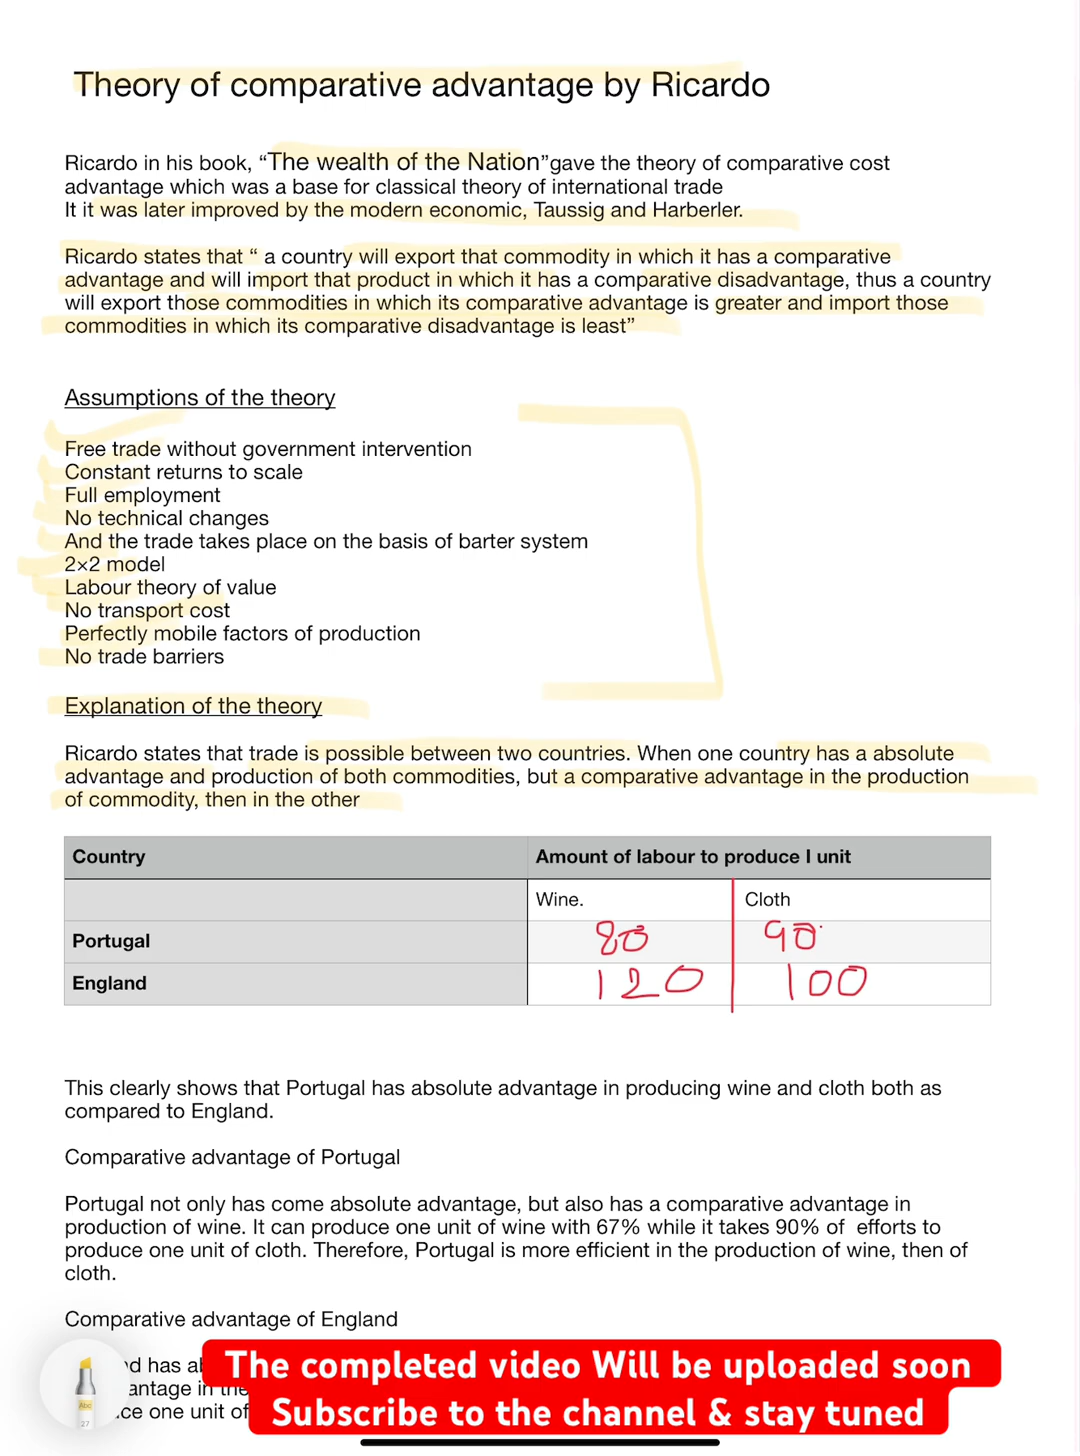 Theory of comparative advantage by Ricardo
Ricardo in his book, “The wealth of the Nation”gave the theory of comparative cost
advantage which was a base for classical theory of international trade
It it was later improved by the modern economic, Taussig and Harberler.
Ricardo states that “ a country will export that commodity in which it has a comparative
advantage and will import that product in which it has a comparative disadvantage, thus a country
will export those commodities in which its comparative advantage is greater and import those
commodities in which its comparative disadvantage is least”
Assumptions of the theory
Free trade without government intervention
Constant returns to scale
Full employment
No technical changes
And the trade takes place on the basis of barter system
2×2 model
Labour theory of value
No transport cost
Perfectly mobile factors of production
No trade barriers
Explanation of the theory
Ricardo states that trade is possible between two countries. When one country has a absolute
advantage and production of both commodities, but a comparative advantage in the production
of commodity, then in the other
Country Amount of labour to produce I unit
Wine. Cloth
Portugal 80 90
England 120 100
This clearly shows that Portugal has absolute advantage in producing wine and cloth both as
compared to England.
Comparative advantage of Portugal
Portugal not only has come absolute advantage, but also has a comparative advantage in
production of wine. It can produce one unit of wine with 67% while it takes 90% of  efforts to
produce one unit of cloth. Therefore, Portugal is more efficient in the production of wine, then of
cloth.
Comparative advantage of England
has
in
one unit of
The completed video Will be uploaded soon
Subscribe to the channel & stay tuned
Abc
27